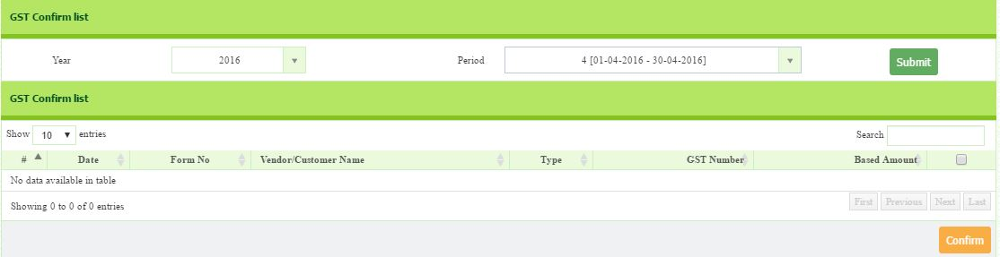 GST Confirm list
Year 2016 Period 4 [01-04-2016 - 30-04-2016] Submit
GST Confirm list
Show 10 entries Search
# Date Form No Vendor/Customer Name Type GST Number Based Amount
No data available in table
Showing 0 to 0 of 0 entries First Previous Next Last
Confirm